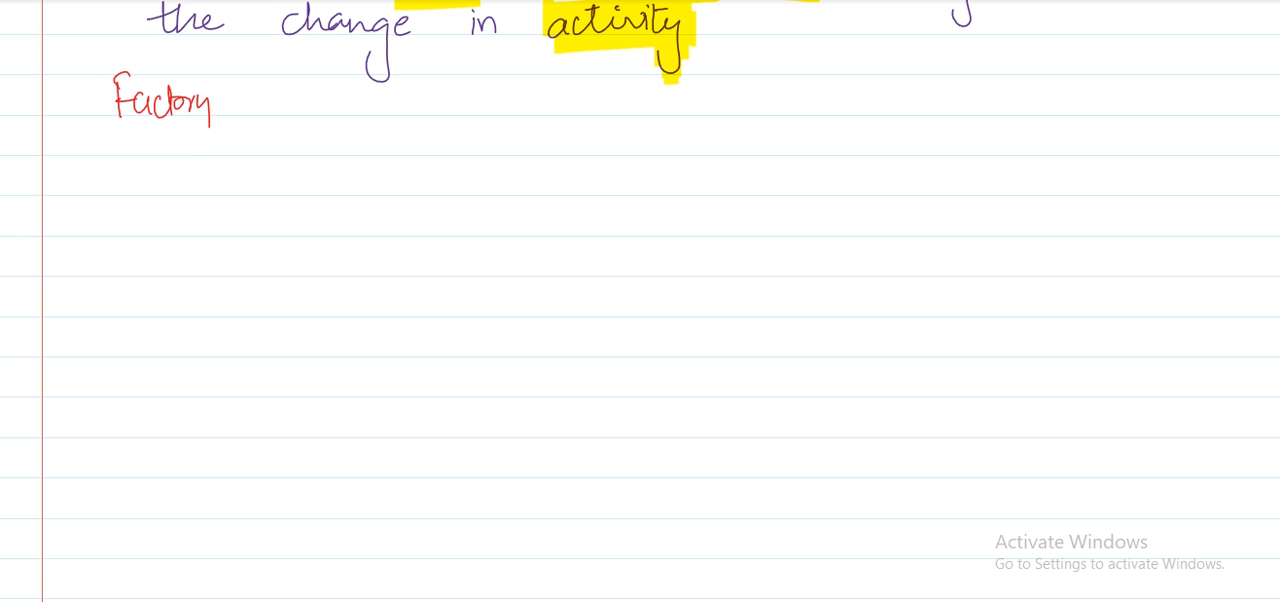 the change in activity
Factory
Activate Windows
Go to Settings to activate Windows.